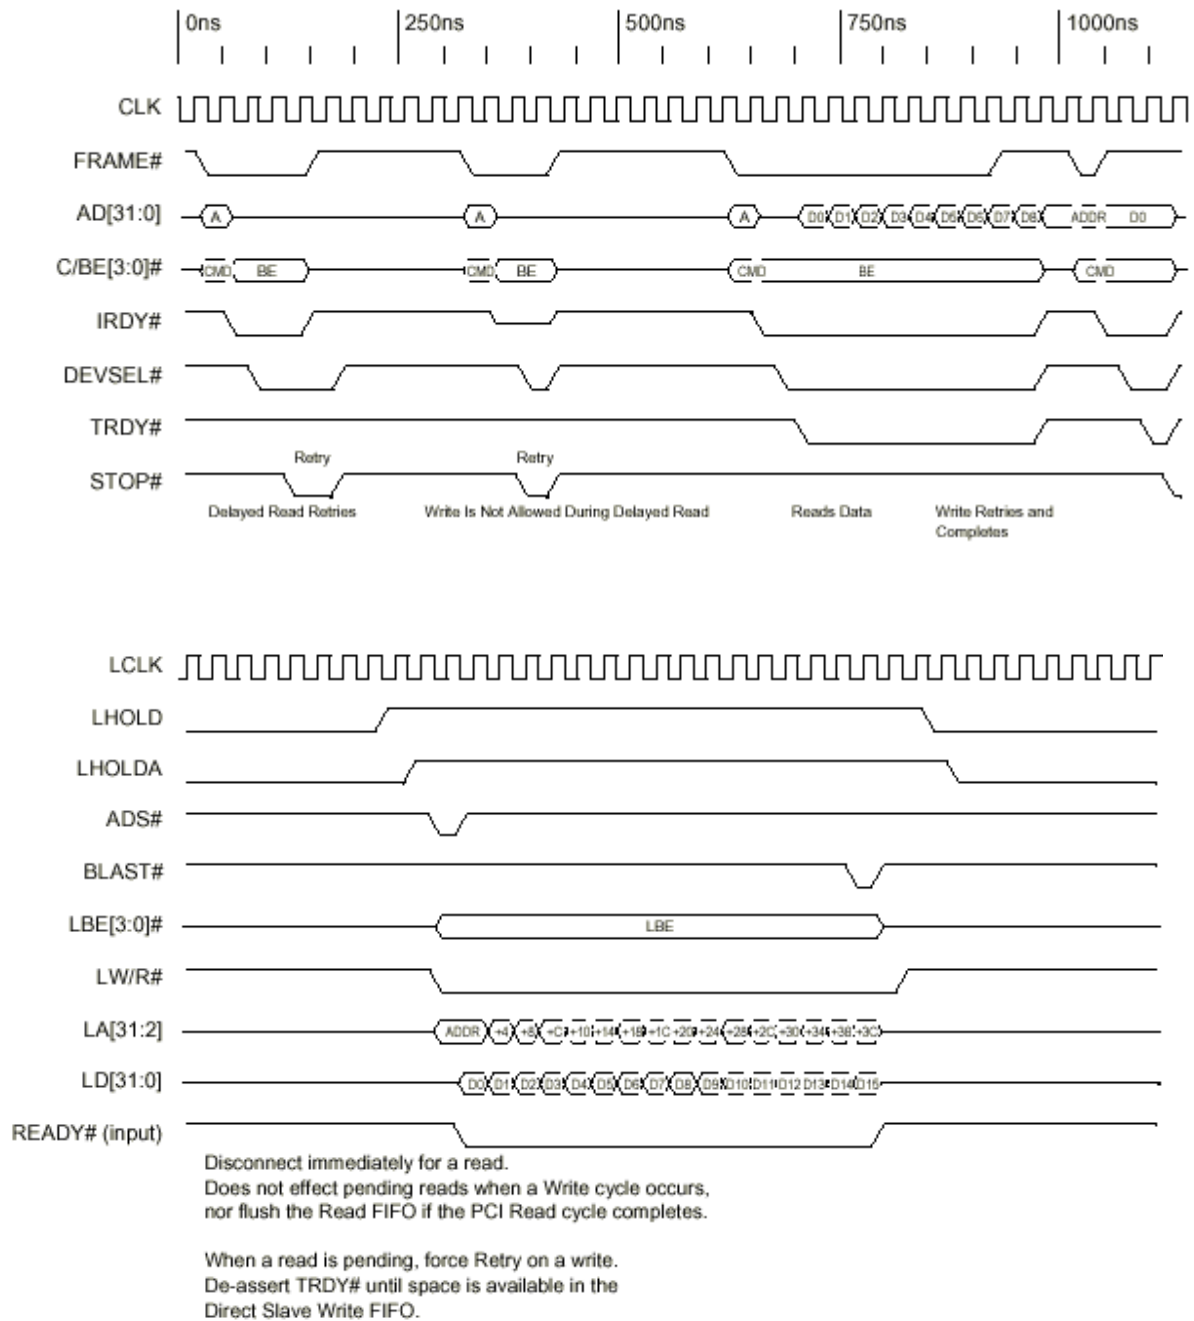 0ns 250ns 500ns 750ns 1000ns
CLK
FRAME#
AD[31:0] A A A D0 D1 D2 D3 D4 D5 D6 D7 D8 ADDR D0
C/BE[3:0]# CMD BE CMD BE CMD BE CMD
IRDY#
DEVSEL#
TRDY#
Retry Retry
STOP#
Delayed Read Retries Write Is Not Allowed During Delayed Read Reads Data Write Retries and
Completes
LCLK
LHOLD
LHOLDA
ADS#
BLAST#
LBE[3:0]# LBE
LW/R#
LA[31:2] ADDR +4 +8 +C +10 +14 +18 +1C +20 +24 +28 +2C +30 +34 +38 +3C
LD[31:0] D0 D1 D2 D3 D4 D5 D6 D7 D8 D9 D10 D11 D12 D13 D14 D15
READY# (input)
Disconnect immediately for a read.
Does not effect pending reads when a Write cycle occurs,
nor flush the Read FIFO if the PCI Read cycle completes.
When a read is pending, force Retry on a write.
De-assert TRDY# until space is available in the
Direct Slave Write FIFO.